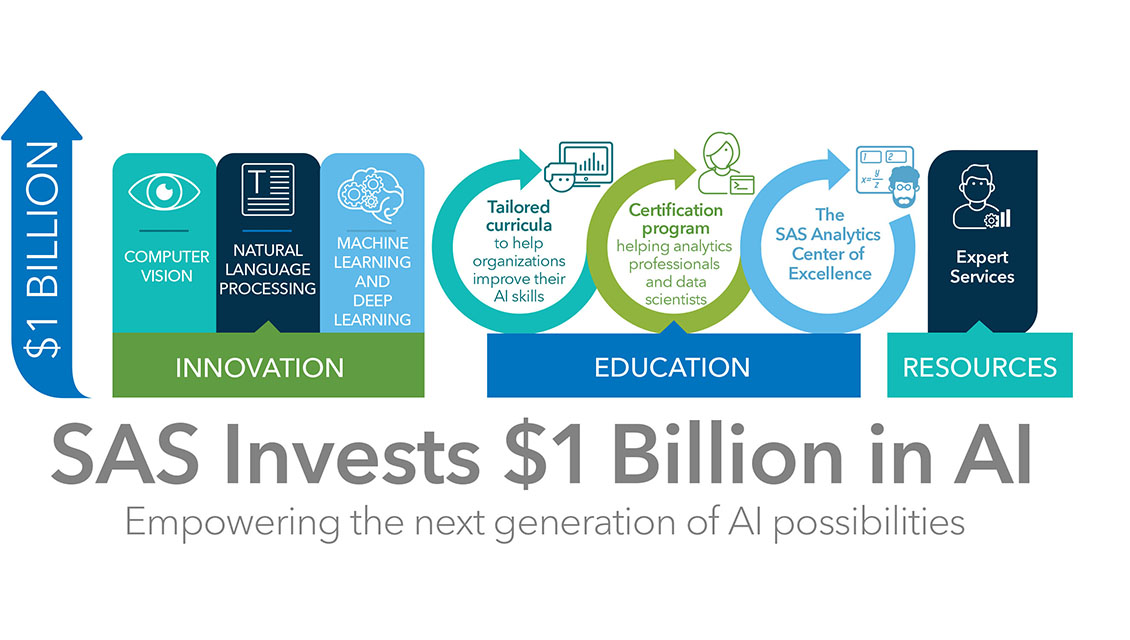 $1 BILLION
COMPUTER
VISION
T
NATURAL
LANGUAGE
PROCESSING
MACHINE
LEARNING
AND
DEEP
LEARNING
INNOVATION
Tailored
curricula
to help
organizations
improve their
AI skills
Certification
program
helping analytics
professionals
and data
scientists
1 2
x= y/z
The
SAS Analytics
Center of
Excellence
EDUCATION
Expert
Services
RESOURCES
SAS Invests $1 Billion in AI
Empowering the next generation of AI possibilities